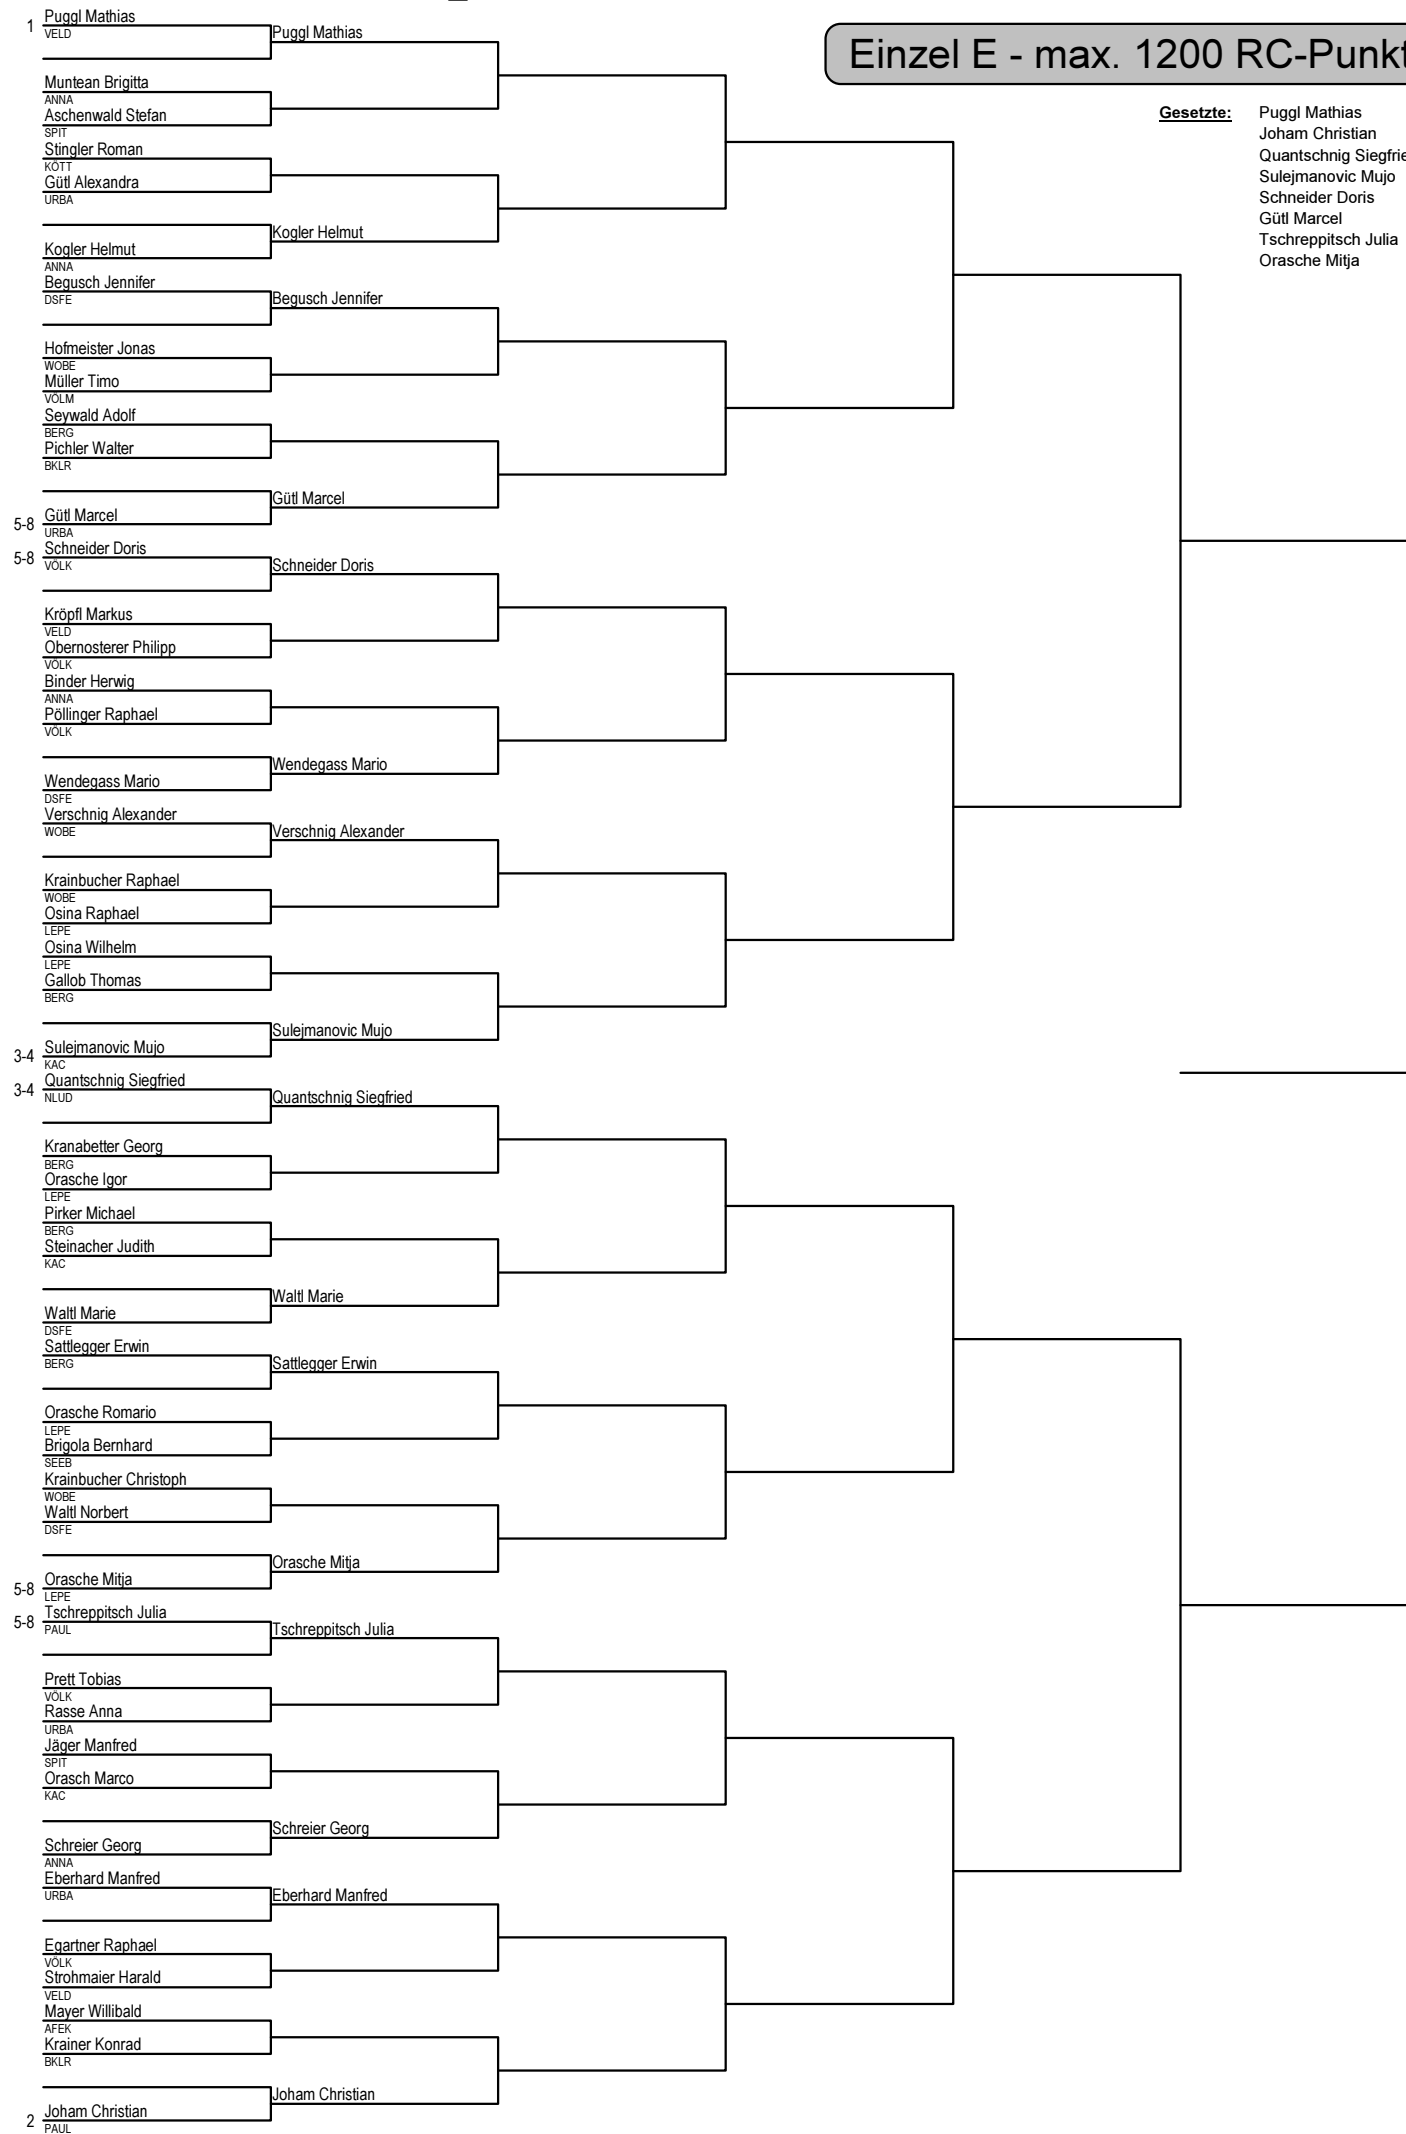 Einzel E - max. 1200 RC-Punkt
Gesetzte: Puggl Mathias
Joham Christian
Quantschnig Siegfrie
Sulejmanovic Mujo
Schneider Doris
Gütl Marcel
Tschreppitsch Julia
Orasche Mitja
1 Puggl Mathias
VELD
Puggl Mathias
Muntean Brigitta
ANNA
Aschenwald Stefan
SPIT
Stingler Roman
KÖTT
Gütl Alexandra
URBA
Kogler Helmut
Kogler Helmut
ANNA
Begusch Jennifer
DSFE
Begusch Jennifer
Hofmeister Jonas
WOBE
Müller Timo
VÖLM
Seywald Adolf
BERG
Pichler Walter
BKLR
Gütl Marcel
5-8 Gütl Marcel
URBA
5-8 Schneider Doris
VÖLK
Schneider Doris
Kröpfl Markus
VELD
Obernosterer Philipp
VÖLK
Binder Herwig
ANNA
Pöllinger Raphael
VÖLK
Wendegass Mario
Wendegass Mario
DSFE
Verschnig Alexander
WOBE
Verschnig Alexander
Krainbucher Raphael
WOBE
Osina Raphael
LEPE
Osina Wilhelm
LEPE
Gallob Thomas
BERG
Sulejmanovic Mujo
3-4 Sulejmanovic Mujo
KAC
3-4 Quantschnig Siegfried
NLUD
Quantschnig Siegfried
Kranabetter Georg
BERG
Orasche Igor
LEPE
Pirker Michael
BERG
Steinacher Judith
KAC
Waltl Marie
Waltl Marie
DSFE
Sattlegger Erwin
BERG
Sattlegger Erwin
Orasche Romario
LEPE
Brigola Bernhard
SEEB
Krainbucher Christoph
WOBE
Waltl Norbert
DSFE
Orasche Mitja
5-8 Orasche Mitja
LEPE
5-8 Tschreppitsch Julia
PAUL
Tschreppitsch Julia
Prett Tobias
VÖLK
Rasse Anna
URBA
Jäger Manfred
SPIT
Orasch Marco
KAC
Schreier Georg
Schreier Georg
ANNA
Eberhard Manfred
URBA
Eberhard Manfred
Egartner Raphael
VÖLK
Strohmaier Harald
VELD
Mayer Willibald
AFEK
Krainer Konrad
BKLR
Joham Christian
2 Joham Christian
PAUL